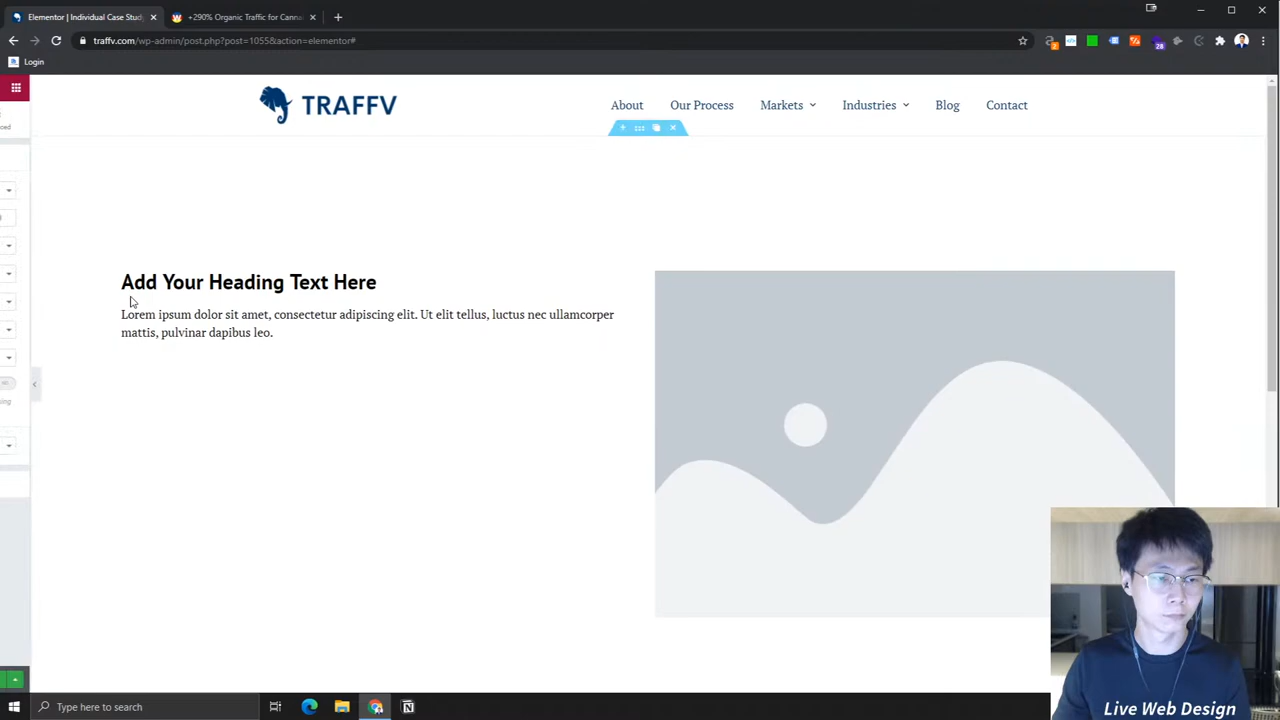 Elementor | Individual Case Study
+290% Organic Traffic for Canna
traffv.com/wp-admin/post.php?post=1055&action=elementor#
28
Login
TRAFFV
About
Our Process
Markets
Industries
Blog
Contact
Add Your Heading Text Here
Lorem ipsum dolor sit amet, consectetur adipiscing elit. Ut elit tellus, luctus nec ullamcorper
mattis, pulvinar dapibus leo.
Type here to search
Live Web Design